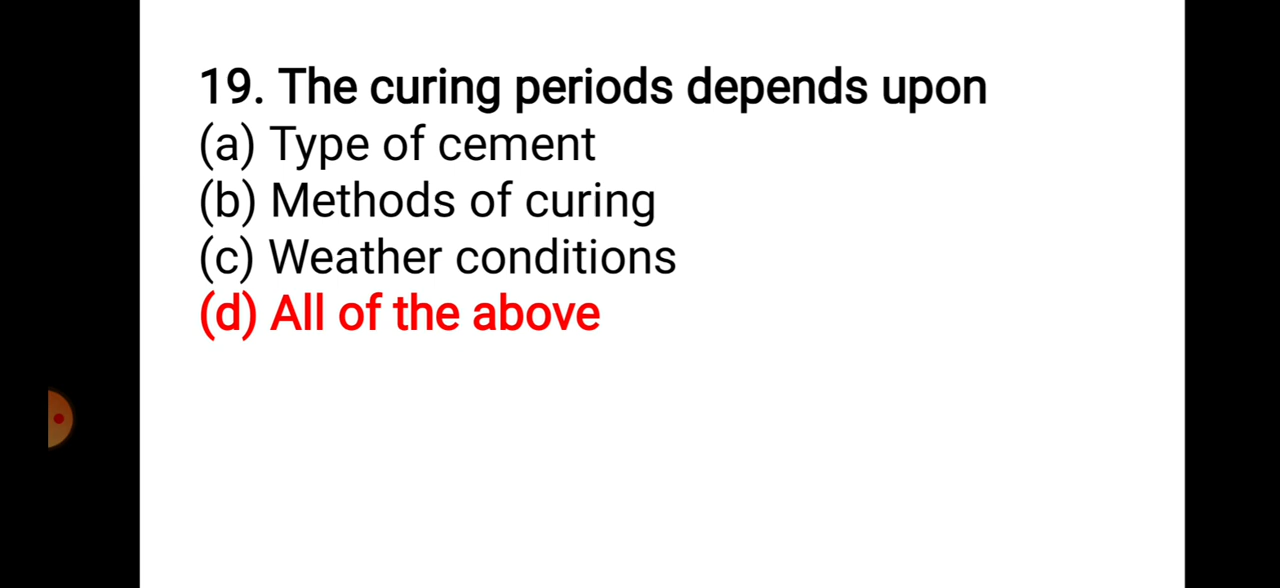 19. The curing periods depends upon
(a) Type of cement
(b) Methods of curing
(c) Weather conditions
(d) All of the above